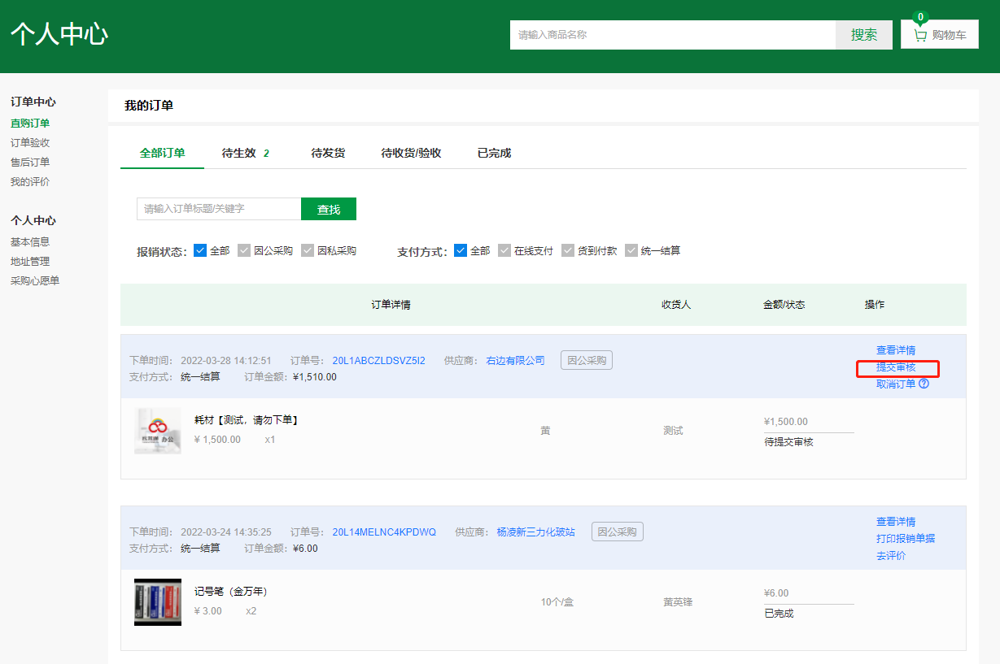 个人中心
请输入商品名称
搜索
0
购物车
订单中心
直购订单
订单验收
售后订单
我的评价
个人中心
基本信息
地址管理
采购心愿单
我的订单
全部订单 待生效 2 待发货 待收货/验收 已完成
请输入订单标题/关键字 查找
报销状态: 全部 因公采购 因私采购 支付方式: 全部 在线支付 货到付款 统一结算
订单详情 收货人 金额/状态 操作
下单时间: 2022-03-28 14:12:51 订单号: 20L1ABCZLDSVZ5I2 供应商: 右边有限公司 因公采购
支付方式: 统一结算 订单金额: ¥1,510.00
查看详情
提交审核
取消订单 ?
耗材【测试，请勿下单】
¥ 1,500.00 x1
黄
测试
¥1,500.00
待提交审核
办公
下单时间: 2022-03-24 14:35:25 订单号: 20L14MELNC4KPDWQ 供应商: 杨凌新三力化玻站 因公采购
支付方式: 统一结算 订单金额: ¥6.00
查看详情
打印报销单据
去评价
记号笔（金万年）
¥ 3.00 x2
10个/盒
黄英锋
¥6.00
已完成